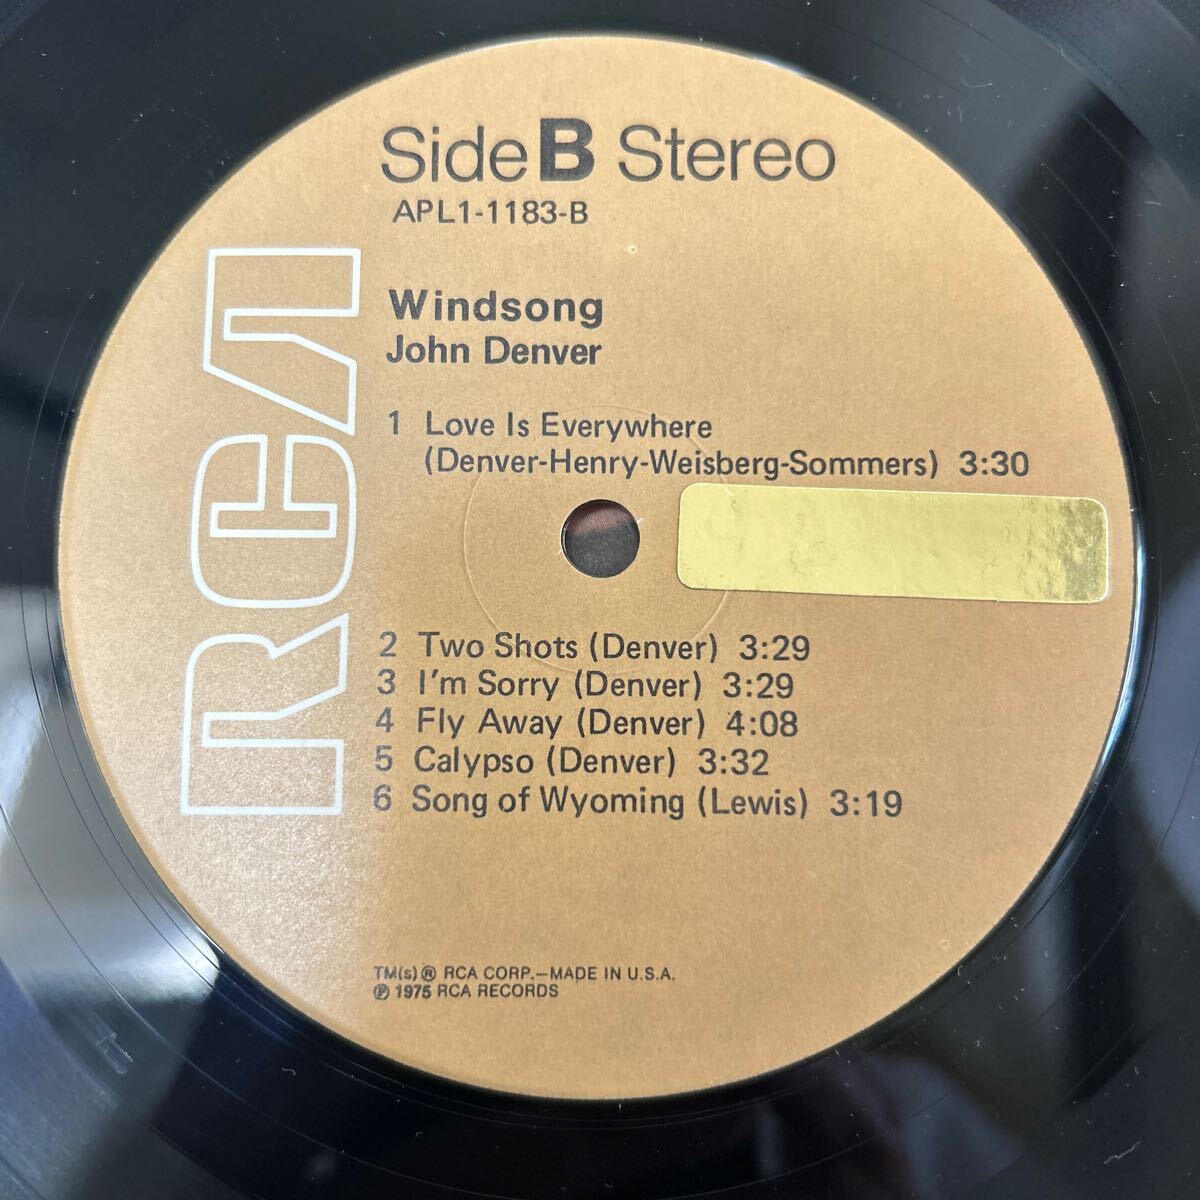 Side B Stereo
APL1-1183-B
RCA
Windsong
John Denver
1 Love Is Everywhere
(Denver-Henry-Weisberg-Sommers) 3:30
2 Two Shots (Denver) 3:29
3 I'm Sorry (Denver) 3:29
4 Fly Away (Denver) 4:08
5 Calypso (Denver) 3:32
6 Song of Wyoming (Lewis) 3:19
TM(s) ® RCA CORP.—MADE IN U.S.A.
℗ 1975 RCA RECORDS